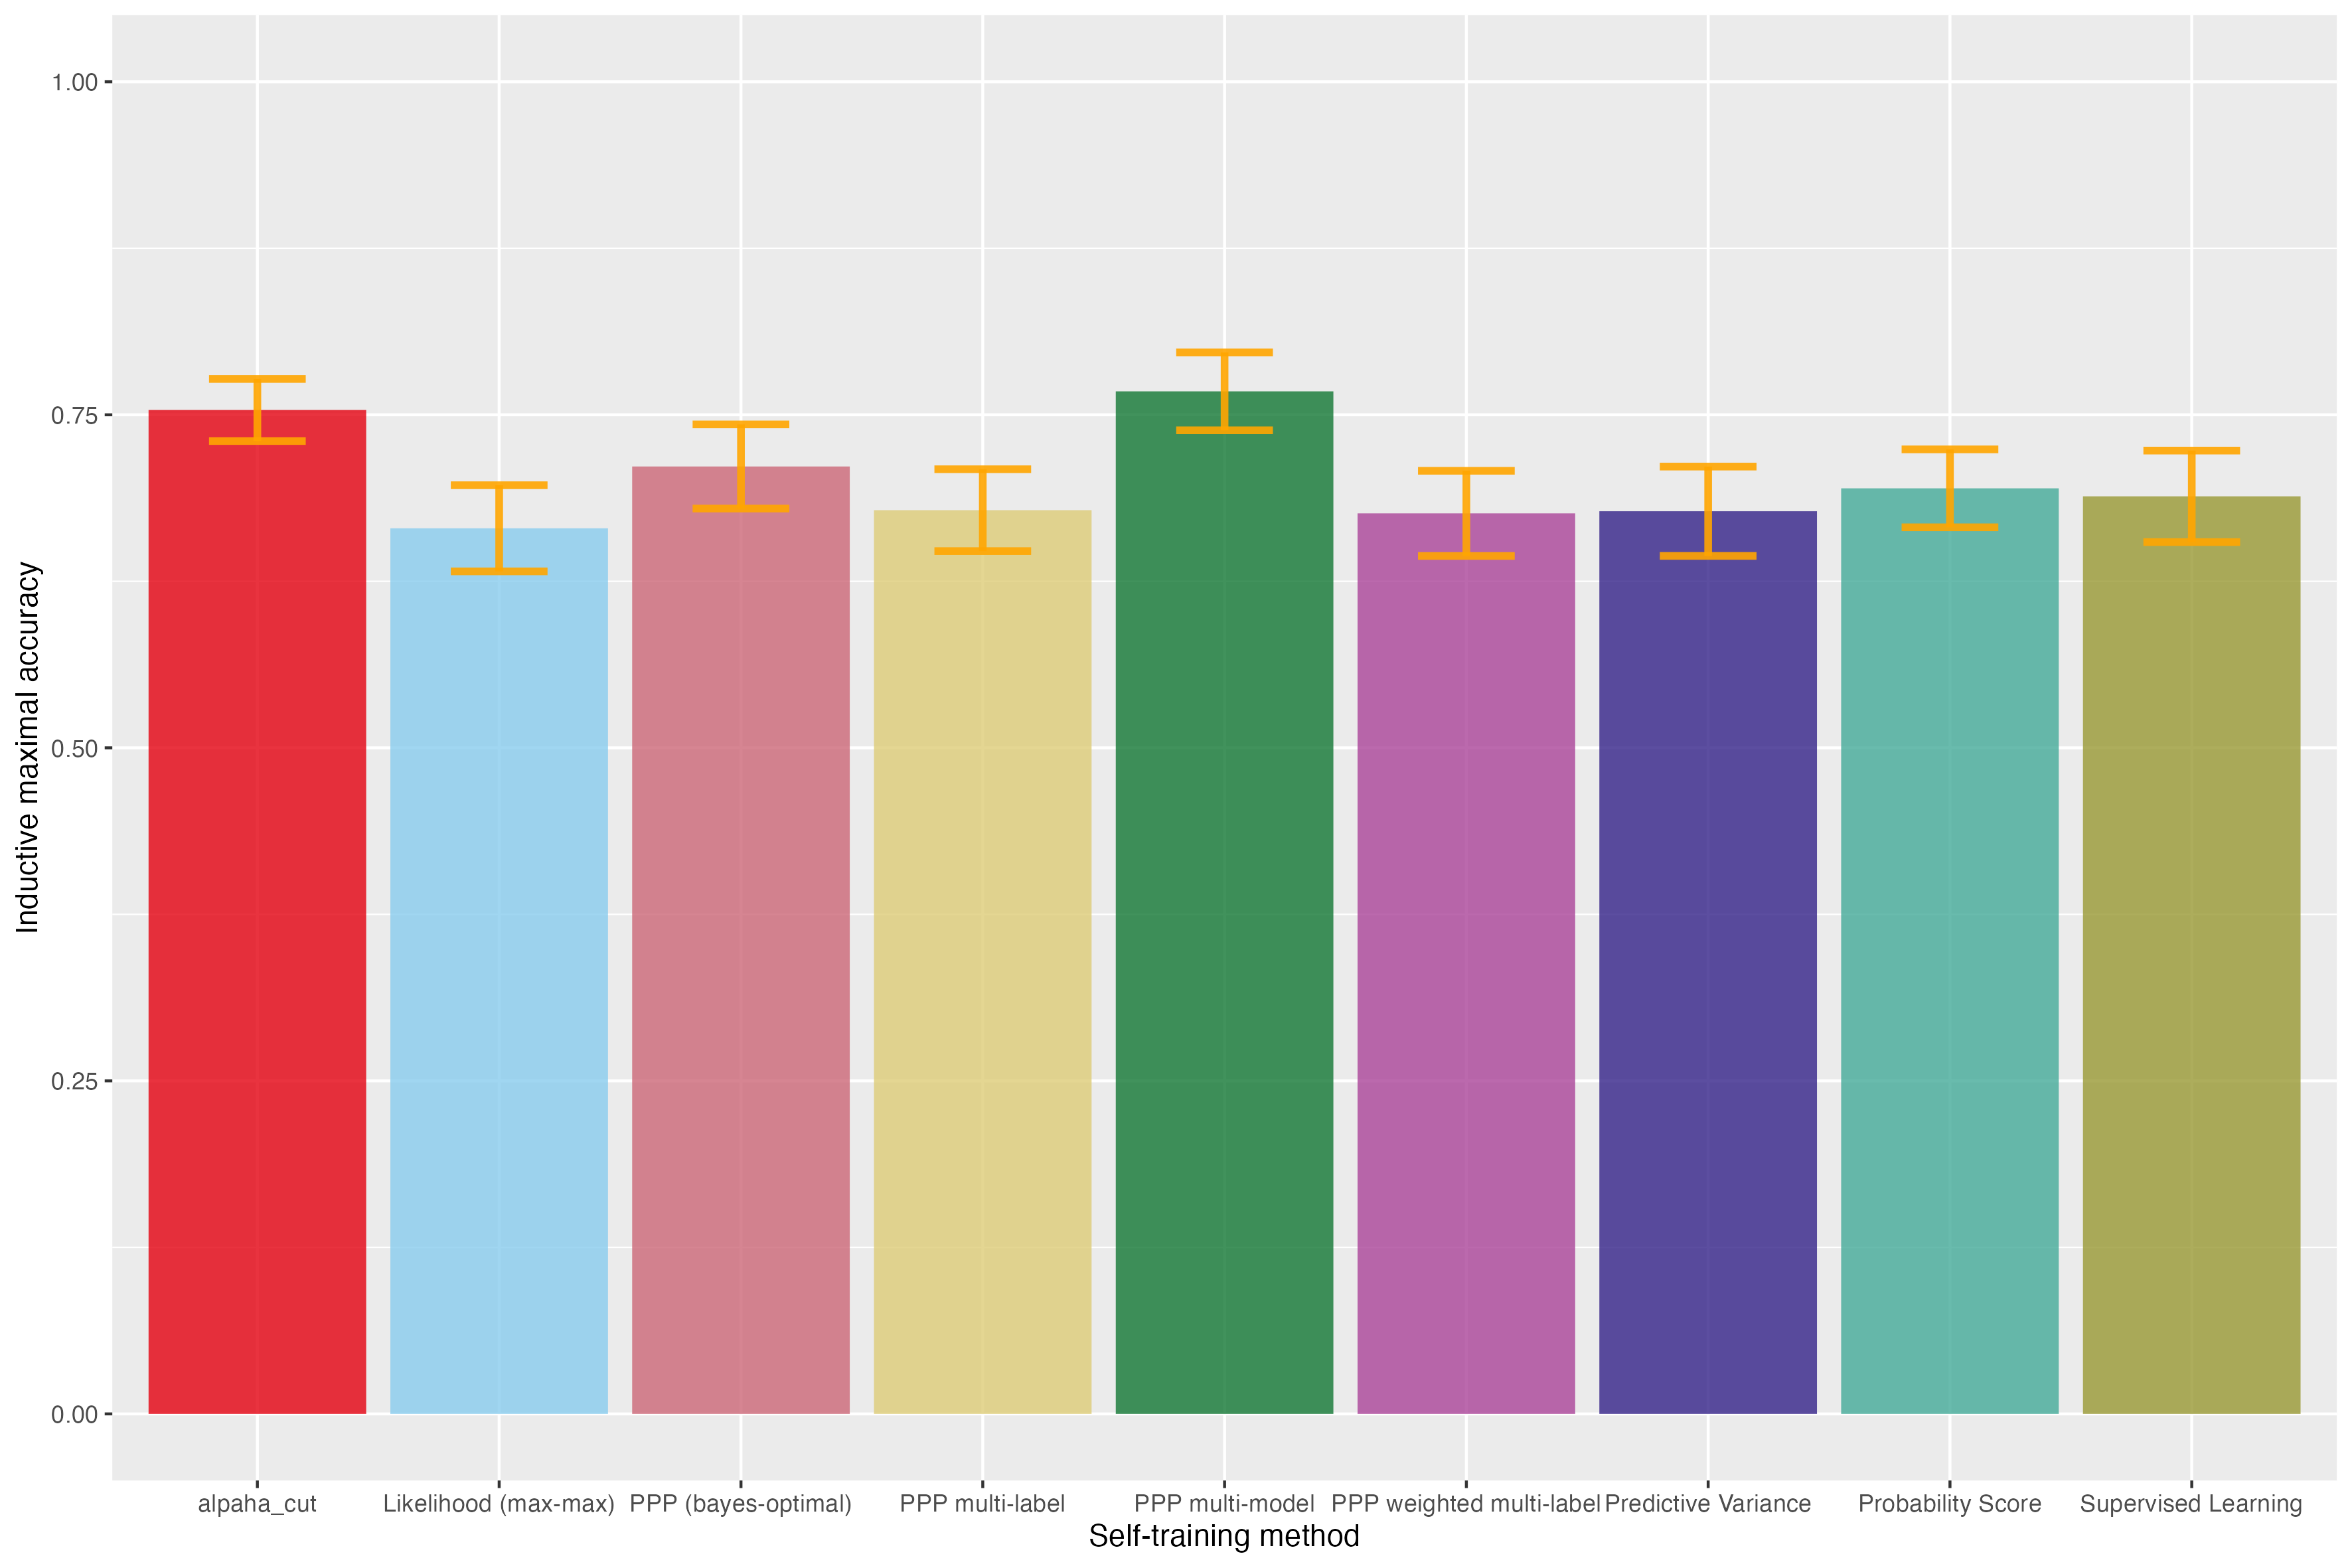 Inductive maximal accuracy
1.00
0.75
0.50
0.25
0.00
alpaha_cut
Likelihood (max-max)
PPP (bayes-optimal)
PPP multi-label
PPP multi-model
PPP weighted multi-label
Predictive Variance
Probability Score
Supervised Learning
Self-training method